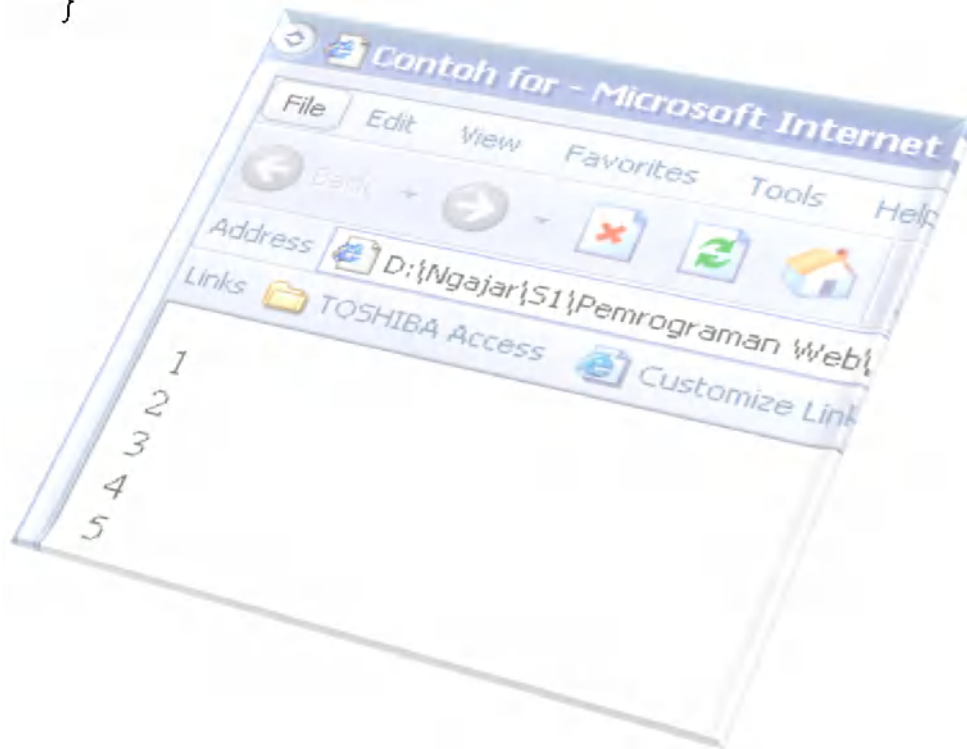 }
Contoh for - Microsoft Internet
File Edit View Favorites Tools Help
Back
Address D:\Ngajar\S1\Pemrograman Web\
Links TOSHIBA Access Customize Link
1
2
3
4
5